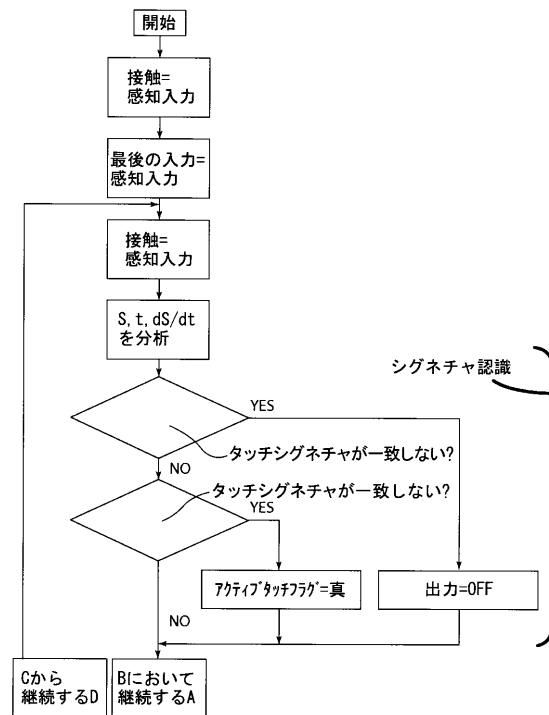 開始
接触=
感知入力
最後の入力=
感知入力
接触=
感知入力
S,t,dS/dt
を分析
シグネチャ認識
YES
タッチシグネチャが一致しない?
NO
タッチシグネチャが一致しない?
YES
アクティブタッチフラグ=真
出力=OFF
NO
Cから
継続するD
Bにおいて
継続するA